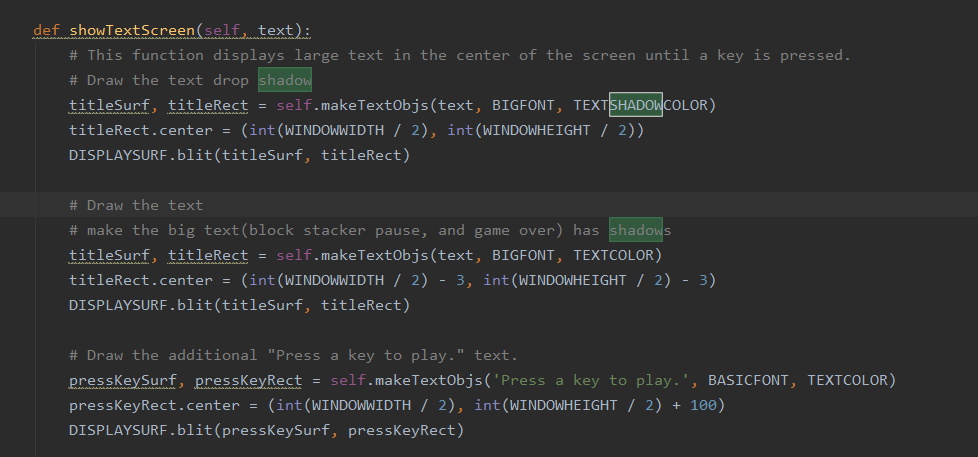 def showTextScreen(self, text):
# This function displays large text in the center of the screen until a key is pressed.
# Draw the text drop shadow
titleSurf, titleRect = self.makeTextObjs(text, BIGFONT, TEXTSHADOWCOLOR)
titleRect.center = (int(WINDOWWIDTH / 2), int(WINDOWHEIGHT / 2))
DISPLAYSURF.blit(titleSurf, titleRect)
# Draw the text
# make the big text(block stacker pause, and game over) has shadows
titleSurf, titleRect = self.makeTextObjs(text, BIGFONT, TEXTCOLOR)
titleRect.center = (int(WINDOWWIDTH / 2) - 3, int(WINDOWHEIGHT / 2) - 3)
DISPLAYSURF.blit(titleSurf, titleRect)
# Draw the additional "Press a key to play." text.
pressKeySurf, pressKeyRect = self.makeTextObjs('Press a key to play.', BASICFONT, TEXTCOLOR)
pressKeyRect.center = (int(WINDOWWIDTH / 2), int(WINDOWHEIGHT / 2) + 100)
DISPLAYSURF.blit(pressKeySurf, pressKeyRect)